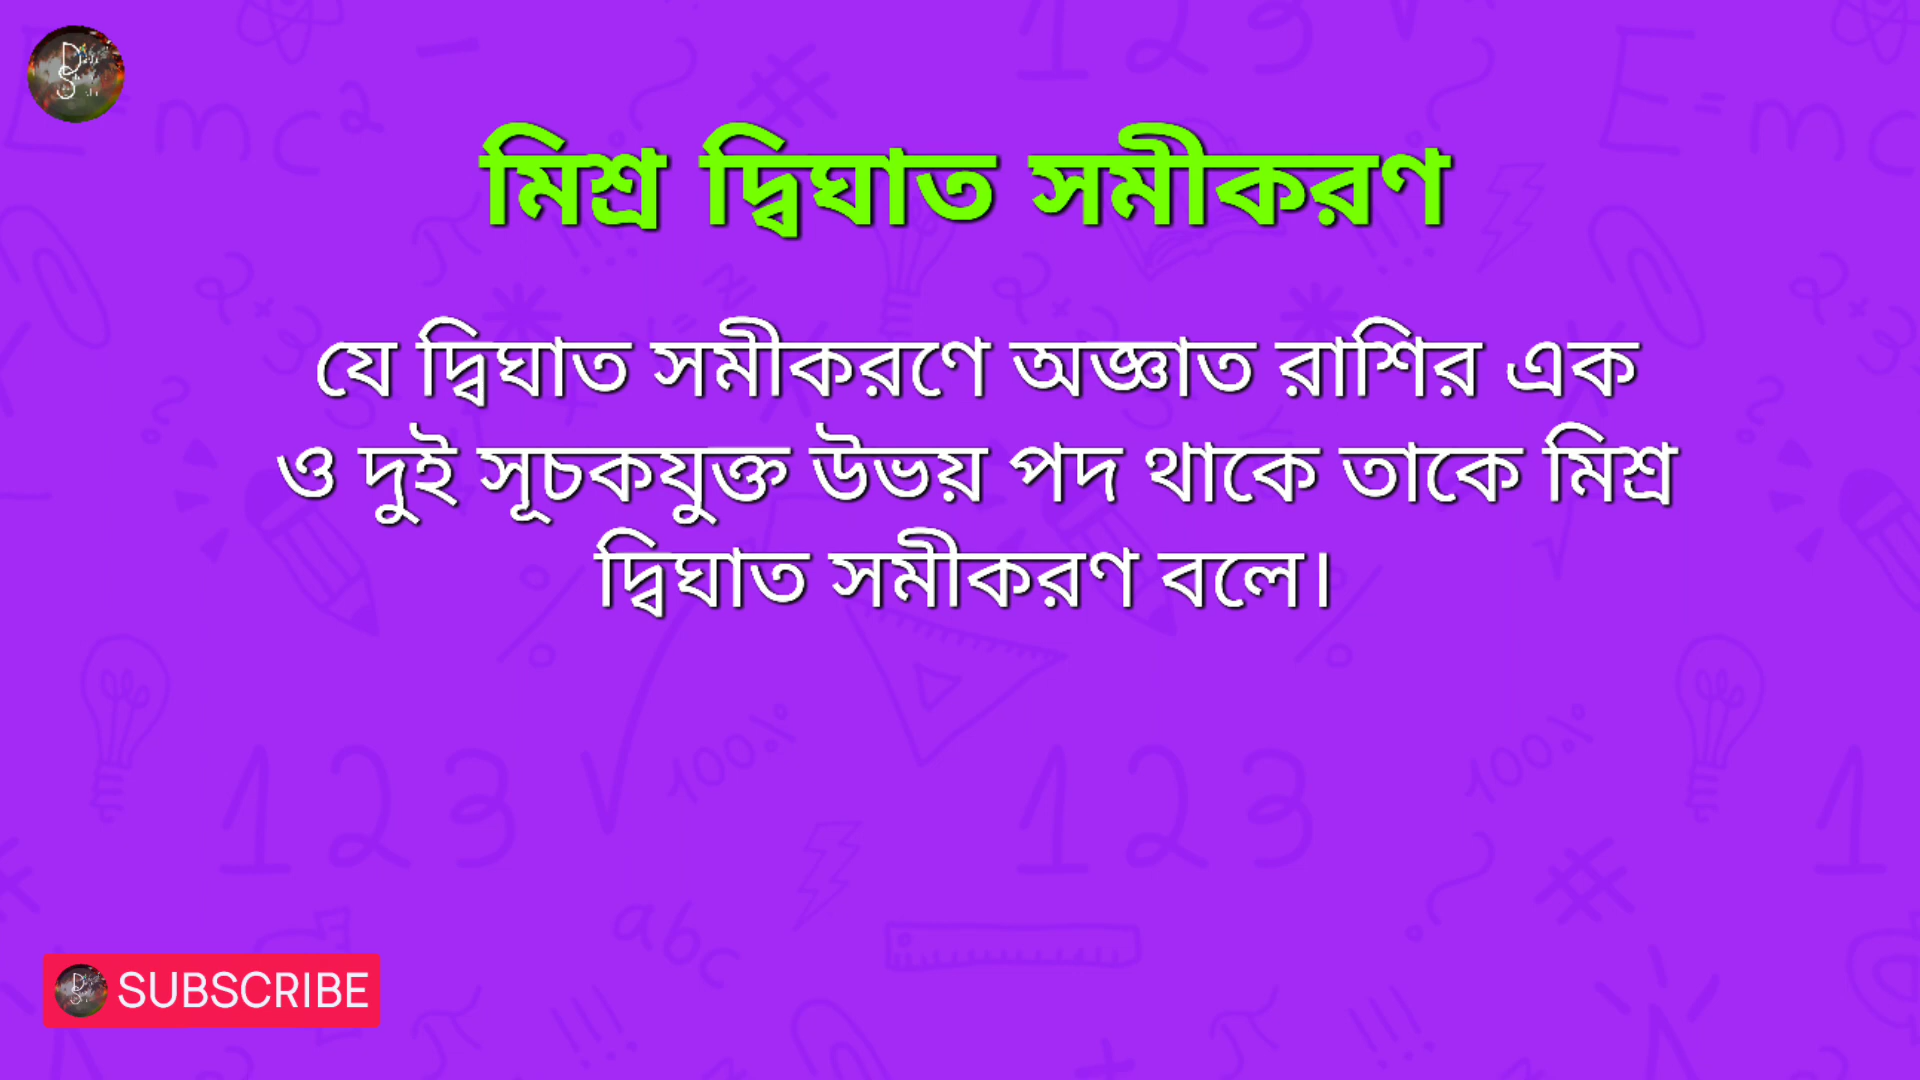 মিশ্র দ্বিঘাত সমীকরণ
যে দ্বিঘাত সমীকরণে অজ্ঞাত রাশির এক
ও দুই সূচকযুক্ত উভয় পদ থাকে তাকে মিশ্র
দ্বিঘাত সমীকরণ বলে।
SUBSCRIBE